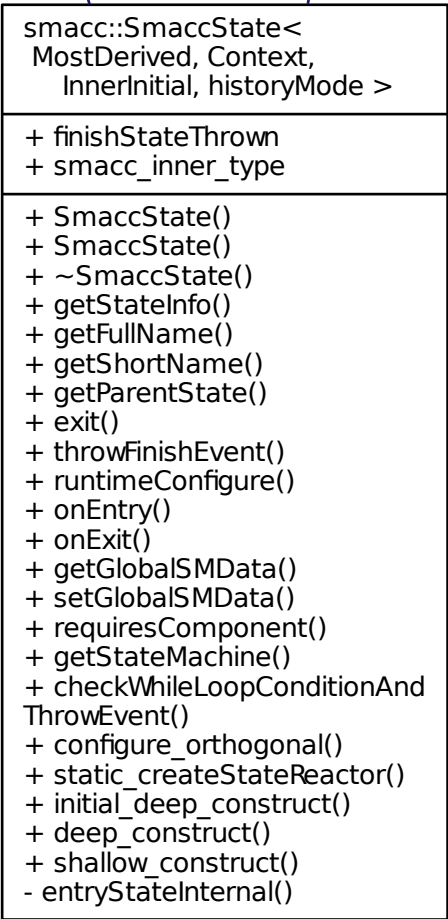 smacc::SmaccState<
MostDerived, Context,
InnerInitial, historyMode >
+ finishStateThrown
+ smacc_inner_type
+ SmaccState()
+ SmaccState()
+ ~SmaccState()
+ getStateInfo()
+ getFullName()
+ getShortName()
+ getParentState()
+ exit()
+ throwFinishEvent()
+ runtimeConfigure()
+ onEntry()
+ onExit()
+ getGlobalSMData()
+ setGlobalSMData()
+ requiresComponent()
+ getStateMachine()
+ checkWhileLoopConditionAnd
ThrowEvent()
+ configure_orthogonal()
+ static_createStateReactor()
+ initial_deep_construct()
+ deep_construct()
+ shallow_construct()
- entryStateInternal()